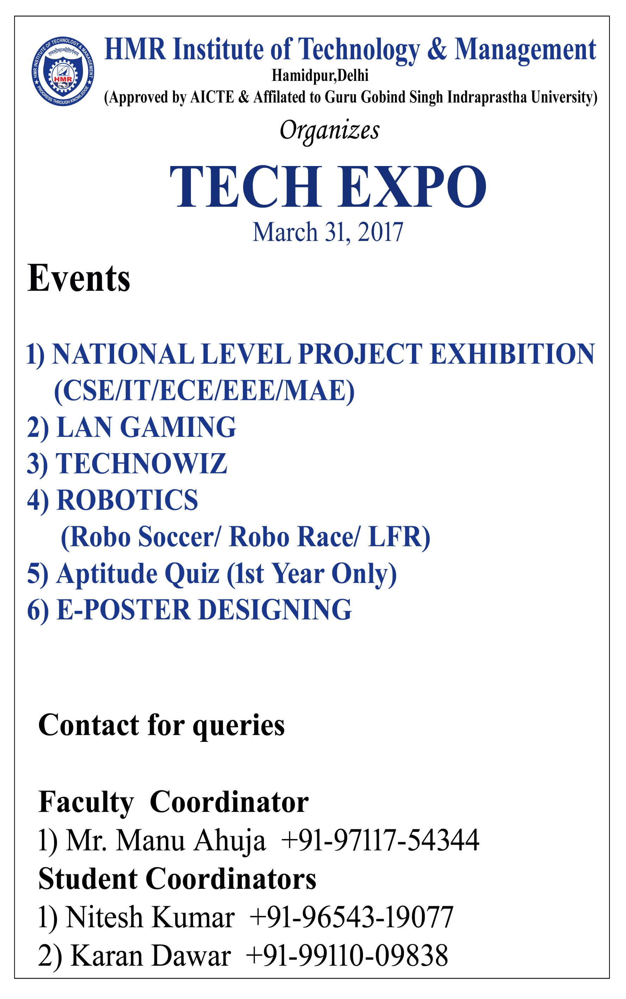 HMR INSTITUTE OF TECHNOLOGY & MANAGEMENT
तमसोमाज्योतिर्गमय
HMR
PROGRESS THROUGH KNOWLEDGE
HMR Institute of Technology & Management
Hamidpur,Delhi
(Approved by AICTE & Affilated to Guru Gobind Singh Indraprastha University)
Organizes
TECH EXPO
March 31, 2017
Events
1) NATIONAL LEVEL PROJECT EXHIBITION
(CSE/IT/ECE/EEE/MAE)
2) LAN GAMING
3) TECHNOWIZ
4) ROBOTICS
(Robo Soccer/ Robo Race/ LFR)
5) Aptitude Quiz (1st Year Only)
6) E-POSTER DESIGNING
Contact for queries
Faculty Coordinator
1) Mr. Manu Ahuja +91-97117-54344
Student Coordinators
1) Nitesh Kumar +91-96543-19077
2) Karan Dawar +91-99110-09838